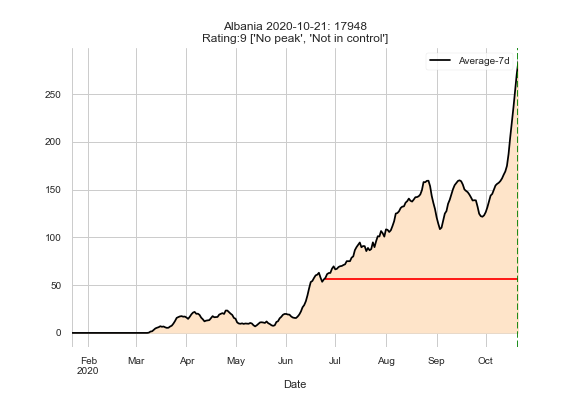 Albania 2020-10-21: 17948
Rating:9 ['No peak', 'Not in control']
Average-7d
250
200
150
100
50
0
Feb Mar Apr May Jun Jul Aug Sep Oct
2020
Date